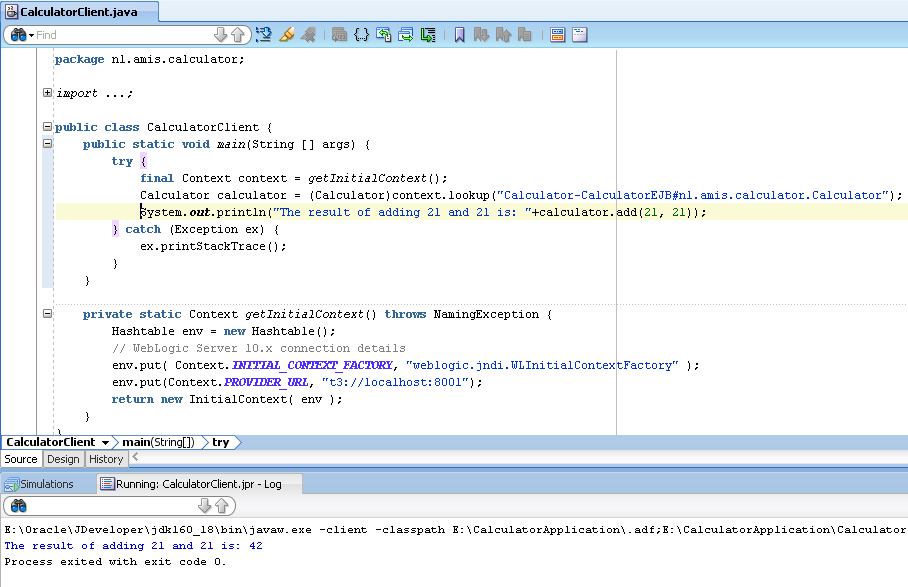 CalculatorClient.java
Find
package nl.amis.calculator;
import ...;
public class CalculatorClient {
public static void main(String [] args) {
try {
final Context context = getInitialContext();
Calculator calculator = (Calculator)context.lookup("Calculator-CalculatorEJB#nl.amis.calculator.Calculator");
System.out.println("The result of adding 21 and 21 is: "+calculator.add(21, 21));
} catch (Exception ex) {
ex.printStackTrace();
}
}
private static Context getInitialContext() throws NamingException {
Hashtable env = new Hashtable();
// WebLogic Server 10.x connection details
env.put( Context.INITIAL_CONTEXT_FACTORY, "weblogic.jndi.WLInitialContextFactory" );
env.put(Context.PROVIDER_URL, "t3://localhost:8001");
return new InitialContext( env );
}
}
CalculatorClient main(String[]) try
Source Design History
Simulations Running: CalculatorClient.jpr - Log
E:\Oracle\JDeveloper\jdk160_18\bin\javaw.exe -client -classpath E:\CalculatorApplication\.adf;E:\CalculatorApplication\Calculator
The result of adding 21 and 21 is: 42
Process exited with exit code 0.